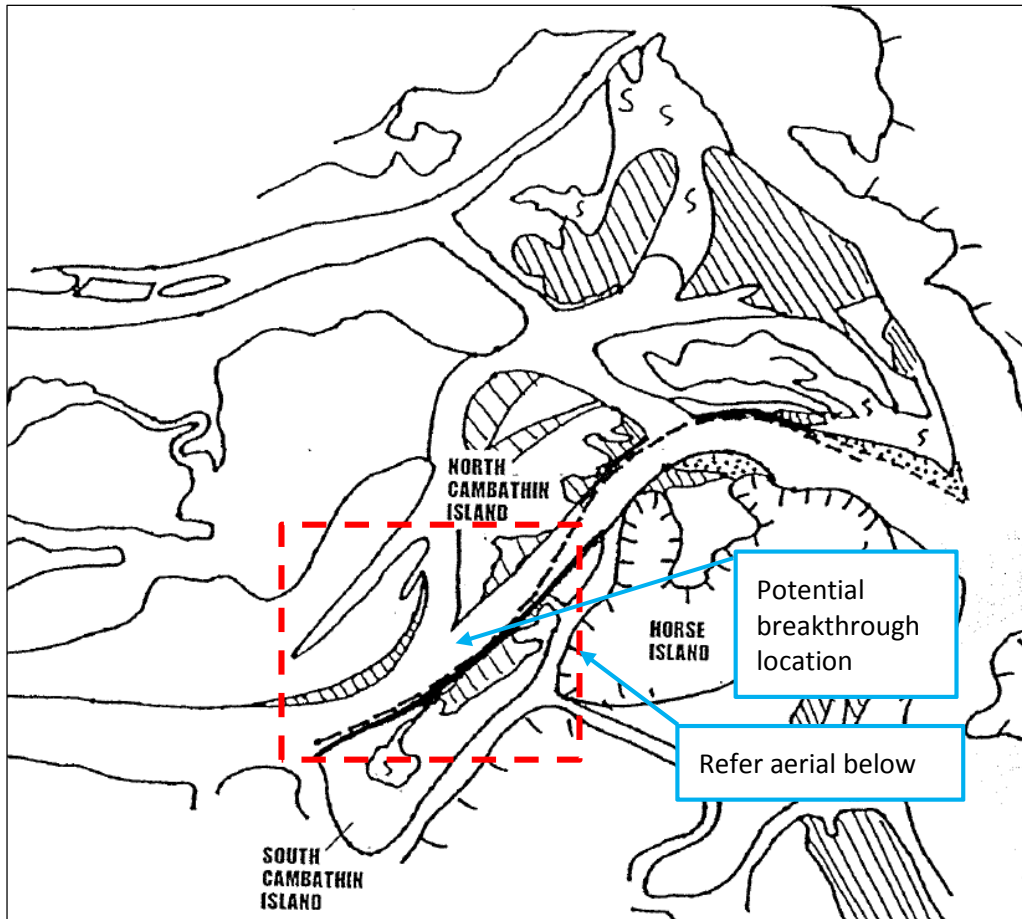 NORTH
CAMBATHIN
ISLAND
Potential
breakthrough
location
HORSE
ISLAND
Refer aerial below
SOUTH
CAMBATHIN
ISLAND